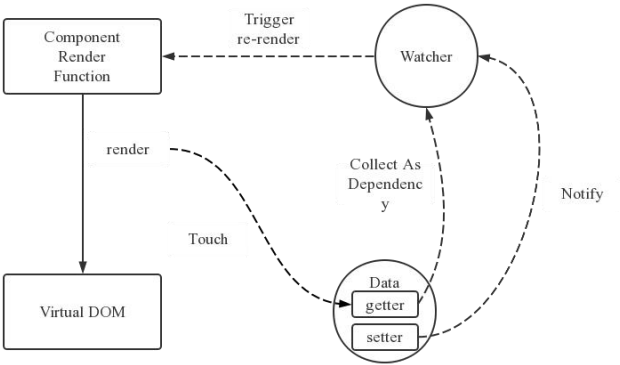 Component
Render
Function
Trigger
re-render
Watcher
render
Collect As
Dependenc
y
Notify
Touch
Virtual DOM
Data
getter
setter